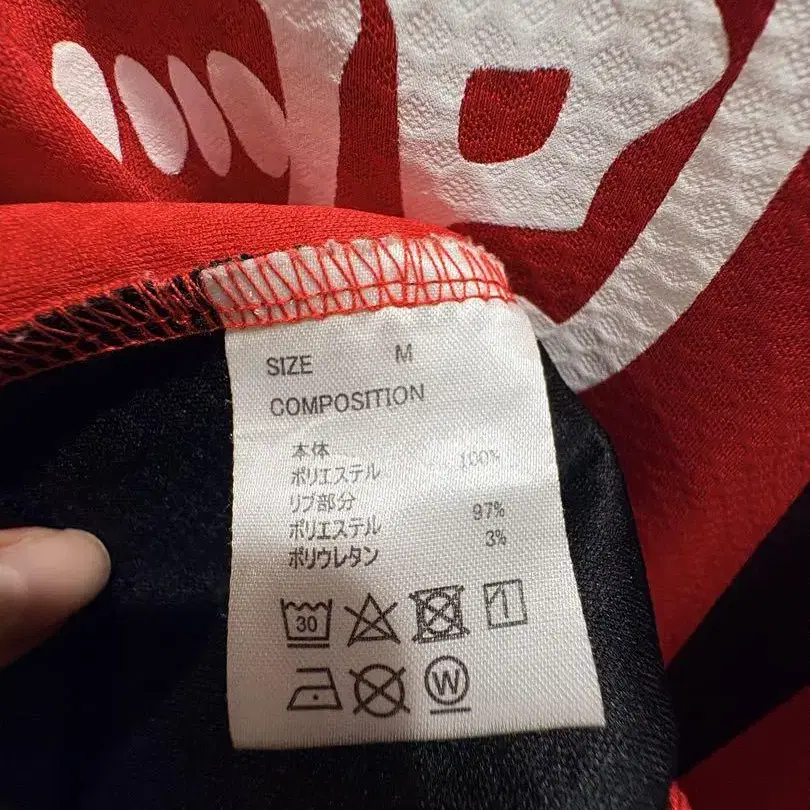 SIZE M
COMPOSITION
本体
ポリエステル 100%
リブ部分
ポリエステル 97%
ポリウレタン 3%
30
W